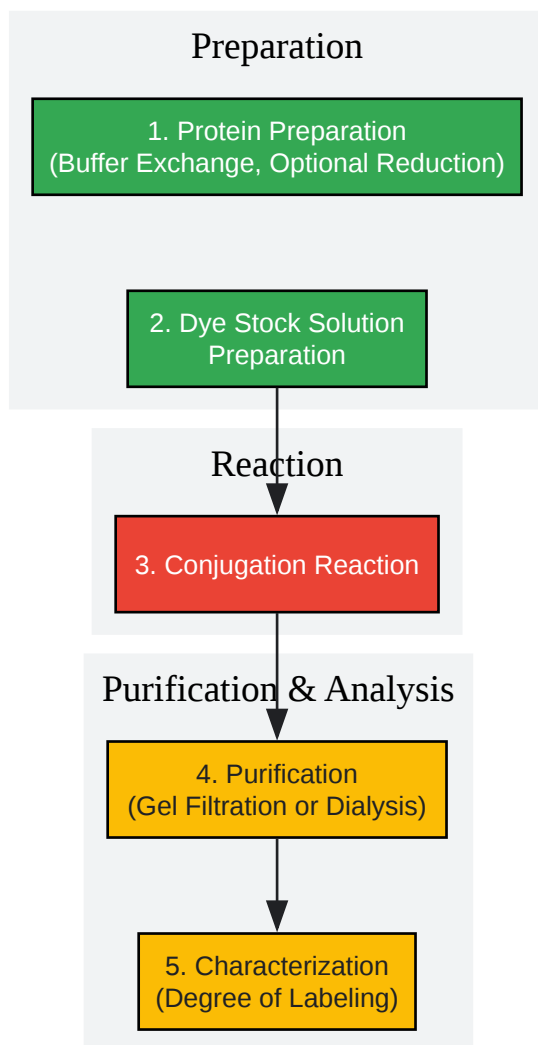 Preparation
1. Protein Preparation
(Buffer Exchange, Optional Reduction)
2. Dye Stock Solution
Preparation
Reaction
3. Conjugation Reaction
Purification & Analysis
4. Purification
(Gel Filtration or Dialysis)
5. Characterization
(Degree of Labeling)